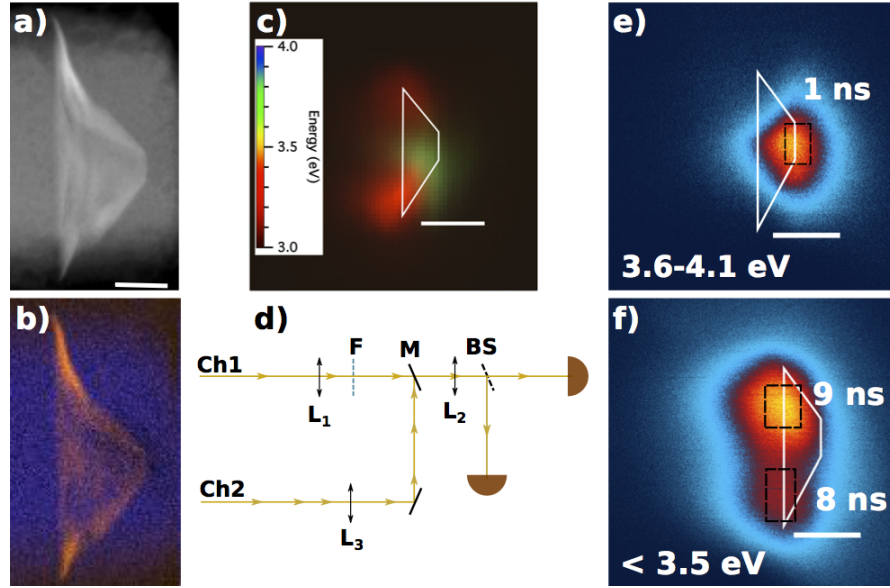 a)
b)
c)
4.0
3.5
3.0
Energy (eV)
d)
Ch1
F
M
BS
L1
L2
Ch2
L3
e)
1 ns
3.6-4.1 eV
f)
9 ns
8 ns
< 3.5 eV